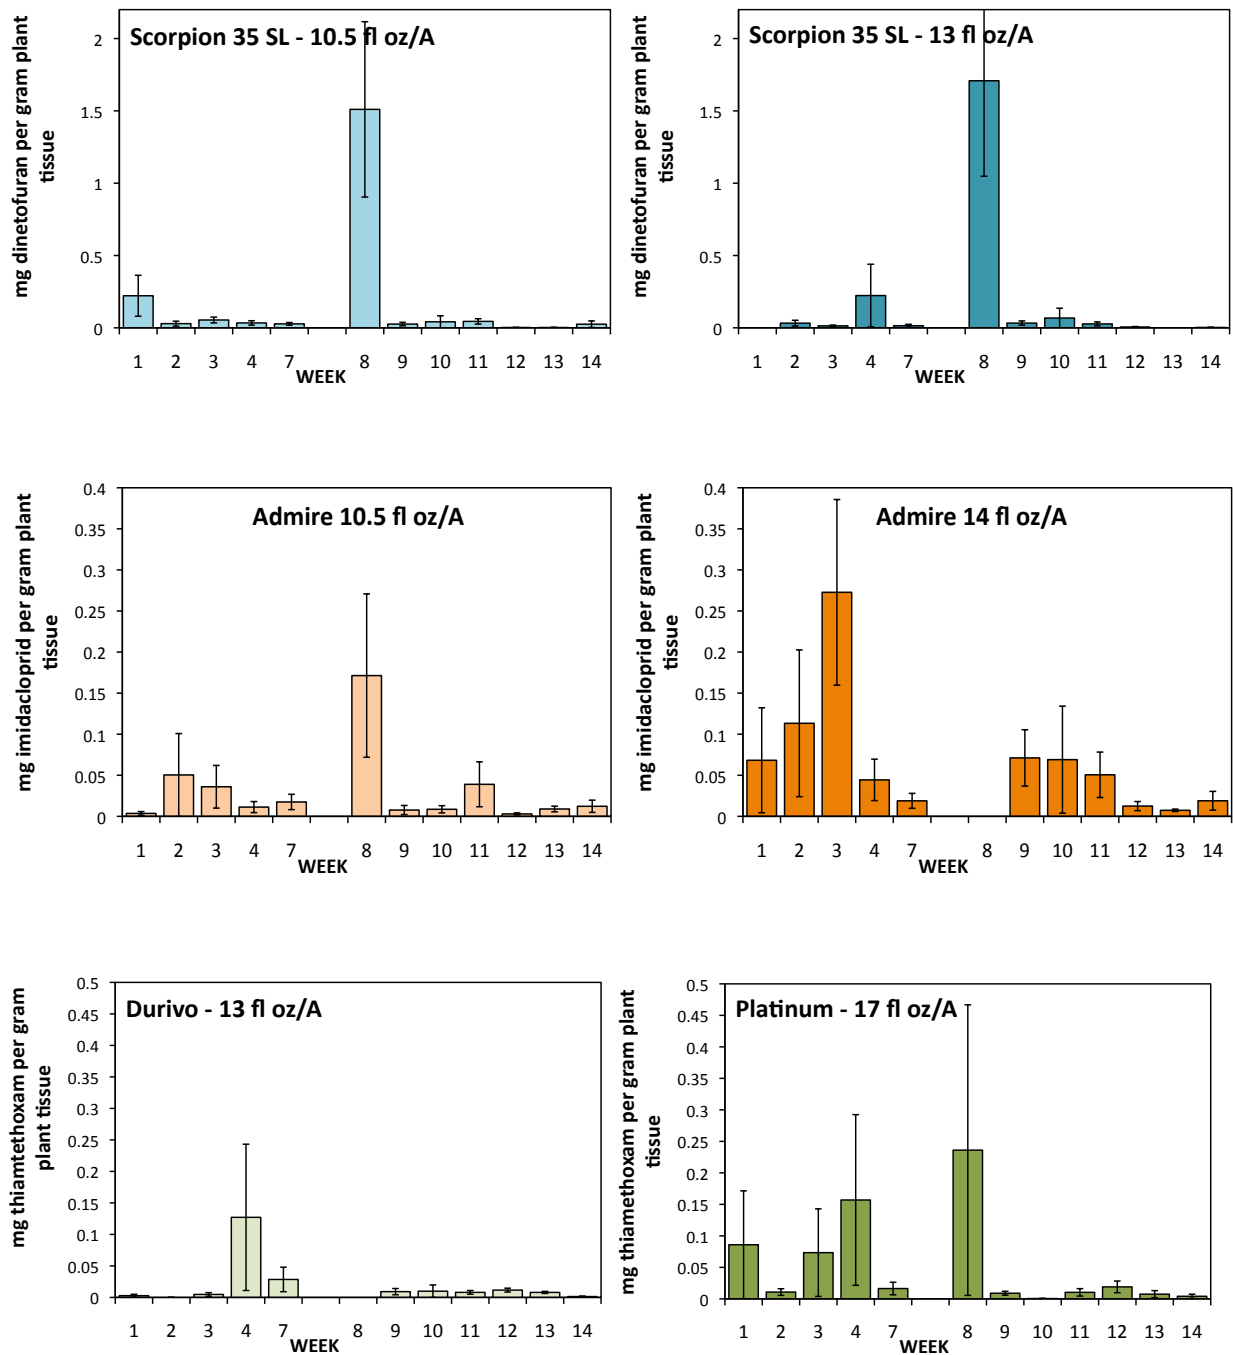 Scorpion 35 SL - 10.5 fl oz/A
mg dinetofuran per gram plant
tissue
2
1.5
1
0.5
0
1 2 3 4 7 8 9 10 11 12 13 14
WEEK
Scorpion 35 SL - 13 fl oz/A
mg dinetofuran per gram plant
tissue
2
1.5
1
0.5
0
1 2 3 4 7 8 9 10 11 12 13 14
WEEK
Admire 10.5 fl oz/A
mg imidacloprid per gram plant
tissue
0.4
0.35
0.3
0.25
0.2
0.15
0.1
0.05
0
1 2 3 4 7 8 9 10 11 12 13 14
WEEK
Admire 14 fl oz/A
mg imidacloprid per gram plant
tissue
0.4
0.35
0.3
0.25
0.2
0.15
0.1
0.05
0
1 2 3 4 7 8 9 10 11 12 13 14
WEEK
Durivo - 13 fl oz/A
mg thiamtethoxam per gram
plant tissue
0.5
0.45
0.4
0.35
0.3
0.25
0.2
0.15
0.1
0.05
0
1 2 3 4 7 8 9 10 11 12 13 14
WEEK
Platinum - 17 fl oz/A
mg thiamethoxam per gram plant
tissue
0.5
0.45
0.4
0.35
0.3
0.25
0.2
0.15
0.1
0.05
0
1 2 3 4 7 8 9 10 11 12 13 14
WEEK